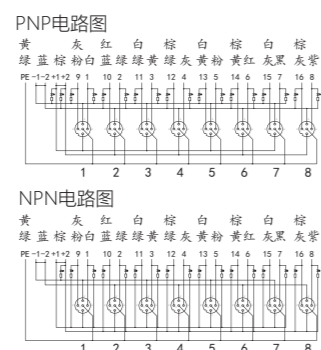 PNP电路图
黄 灰 红 白 棕 白 棕 白 棕
绿 蓝 棕 粉白 蓝绿 绿黄 绿灰 黄粉 黄红 灰黑 灰紫
PE -1-2 +1+2 9 1 10 2 11 3 12 4 13 5 14 6 15 7 16 8
1 2 3 4 5 6 7 8
NPN电路图
黄 灰 红 白 棕 白 棕 白 棕
绿 蓝 棕 粉白 蓝绿 绿黄 绿灰 黄粉 黄红 灰黑 灰紫
PE -1-2 +1+2 9 1 10 2 11 3 12 4 13 5 14 6 15 7 16 8
1 2 3 4 5 6 7 8